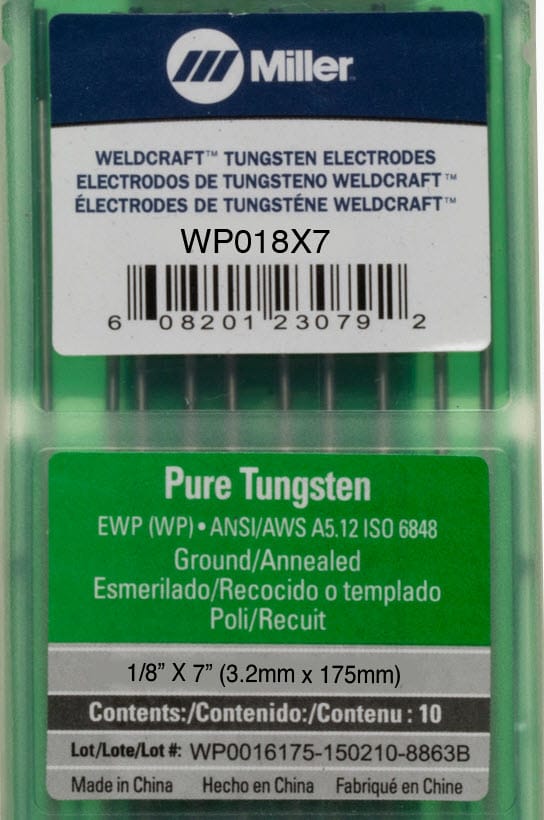 Miller
WELDCRAFT™ TUNGSTEN ELECTRODES
ELECTRODOS DE TUNGSTENO WELDCRAFT™
ÉLECTRODES DE TUNGSTÉNE WELDCRAFT™
WP018X7
6 08201 23079 2
Pure Tungsten
EWP (WP) • ANSI/AWS A5.12 ISO 6848
Ground/Annealed
Esmerilado/Recocido o templado
Poli/Recuit
1/8” X 7” (3.2mm x 175mm)
Contents:/Contenido:/Contenu : 10
Lot/Lote/Lot #: WP0016175-150210-8863B
Made in China Hecho en China Fabriqué en Chine